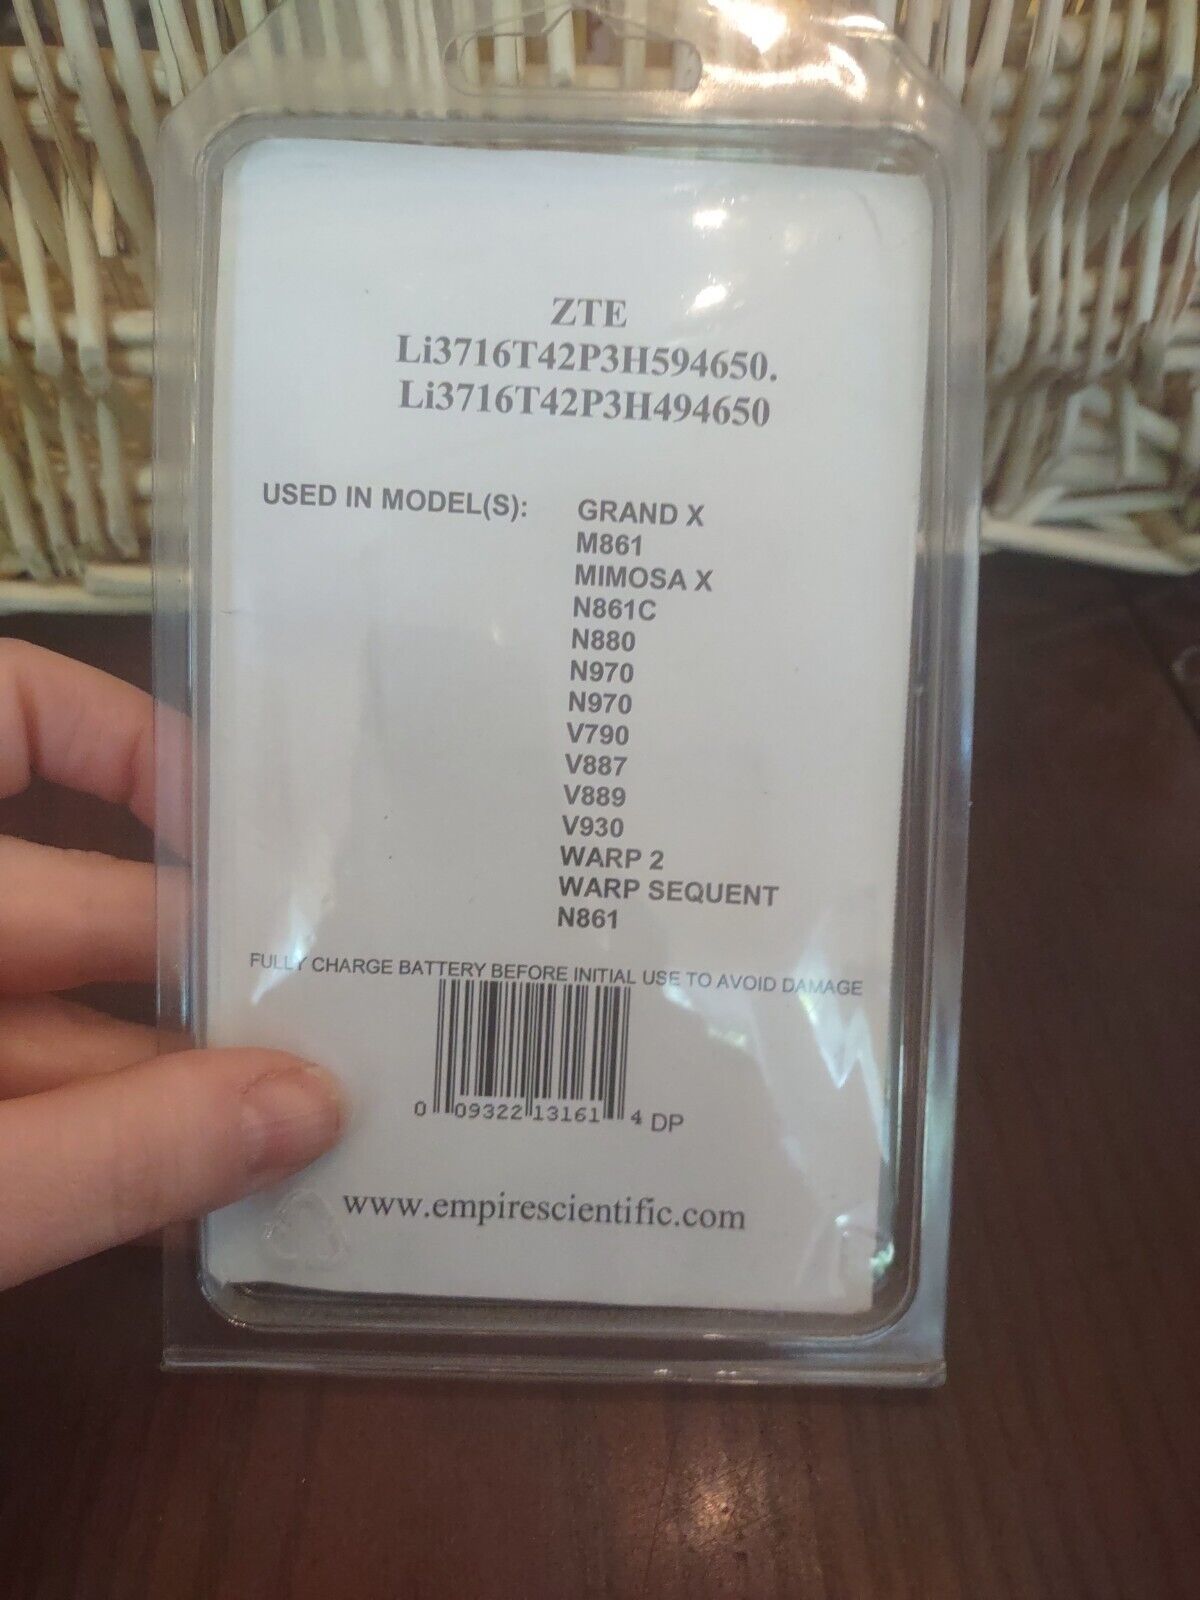 ZTE
Li3716T42P3H594650.
Li3716T42P3H494650
USED IN MODEL(S): GRAND X
M861
MIMOSA X
N861C
N880
N970
N970
V790
V887
V889
V930
WARP 2
WARP SEQUENT
N861
FULLY CHARGE BATTERY BEFORE INITIAL USE TO AVOID DAMAGE
0 09322 13161 4 DP
www.empirescientific.com